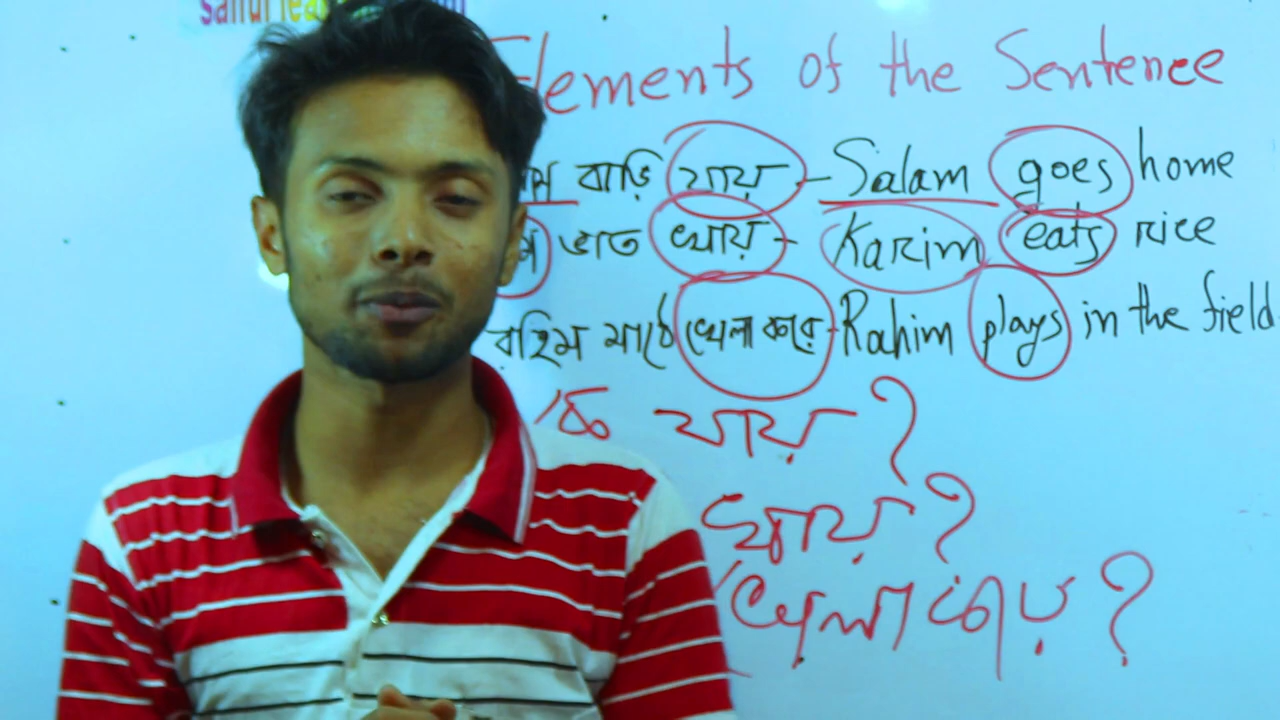 Elements of the Sentence
বাড়ি যায় – Salam goes home
ভাত খায় – Karim eats rice
রহিম মাঠে খেলা করে - Rahim plays in the field.
কে যায় ?
খায় ?
খেলা করে ?